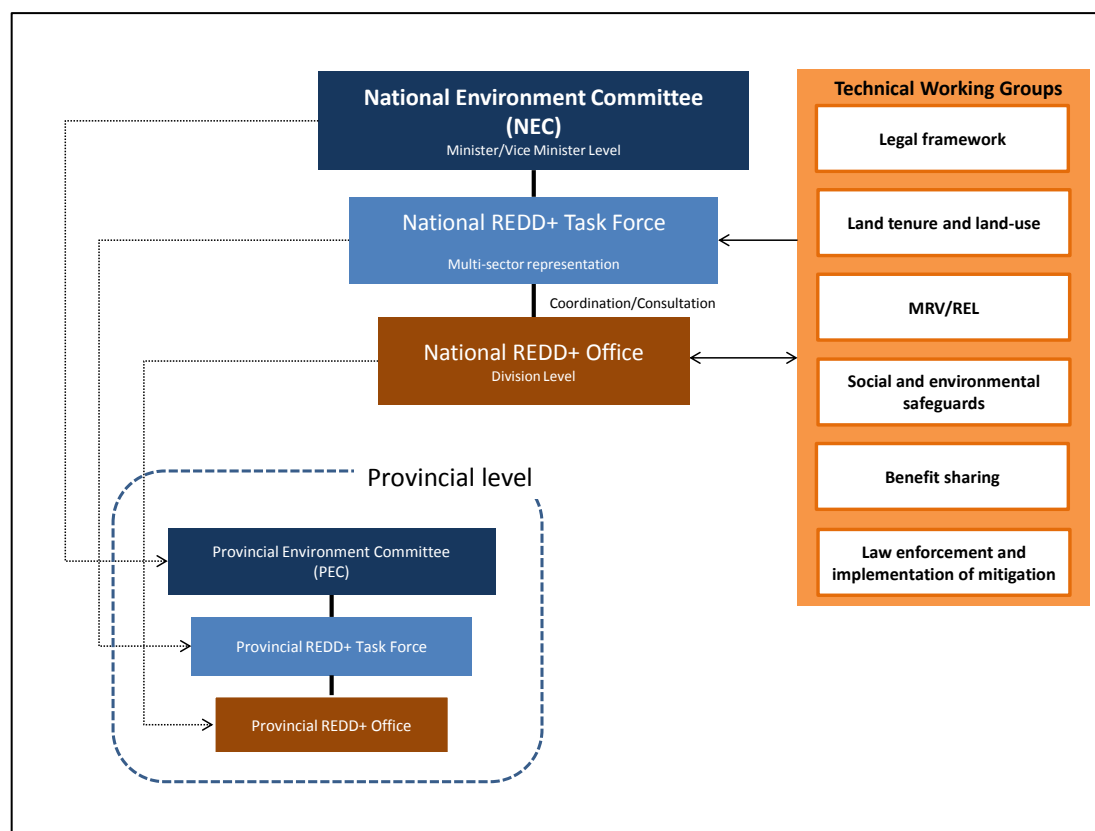 National Environment Committee
(NEC)
Minister/Vice Minister Level
National REDD+ Task Force
Multi-sector representation
Coordination/Consultation
National REDD+ Office
Division Level
Technical Working Groups
Legal framework
Land tenure and land-use
MRV/REL
Social and environmental
safeguards
Benefit sharing
Law enforcement and
implementation of mitigation
Provincial level
Provincial Environment Committee
(PEC)
Provincial REDD+ Task Force
Provincial REDD+ Office